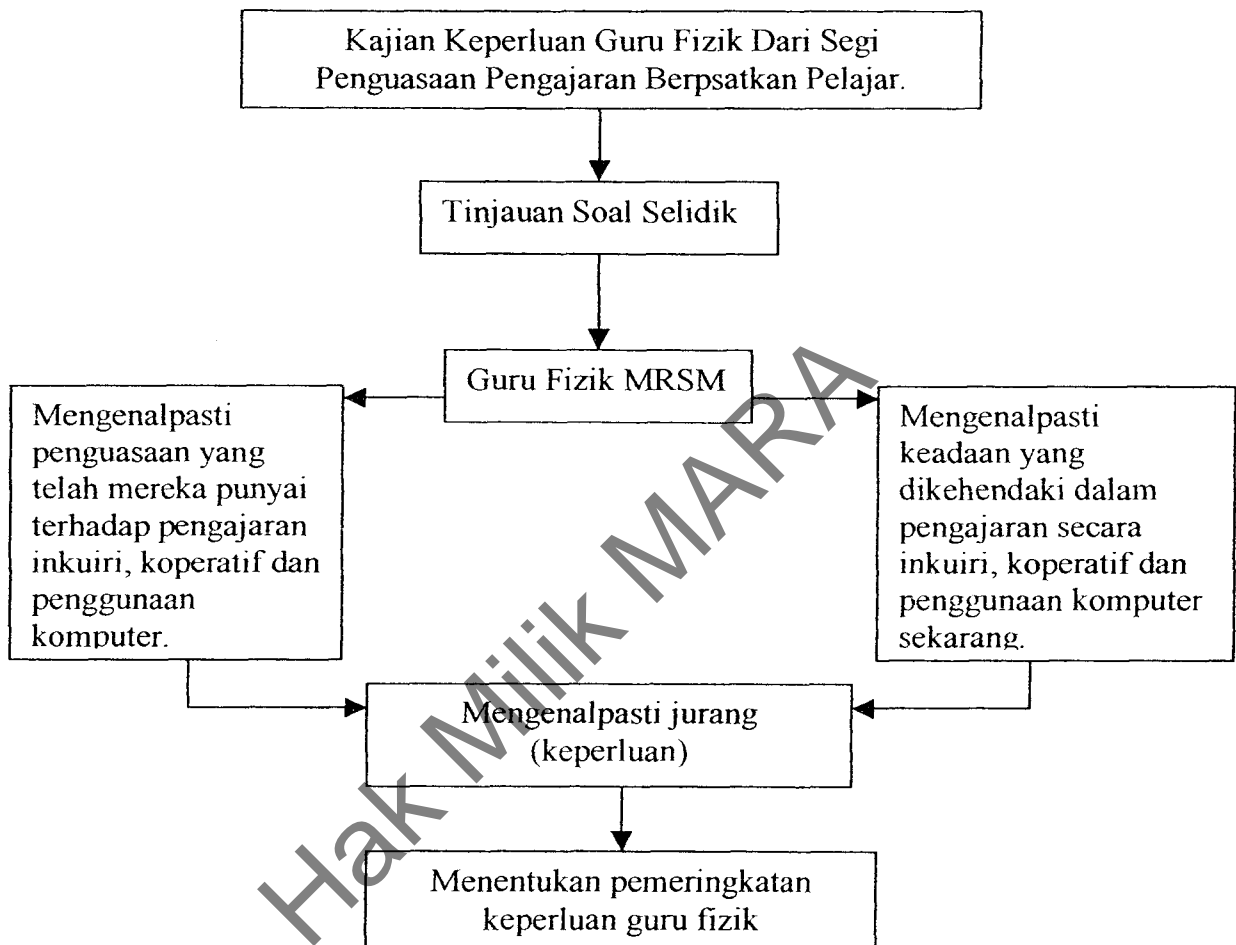 Kajian Keperluan Guru Fizik Dari Segi
Penguasaan Pengajaran Berpsatkan Pelajar.
Tinjauan Soal Selidik
Guru Fizik MRSM
Mengenalpasti
penguasaan yang
telah mereka punyai
terhadap pengajaran
inkuiri, koperatif dan
penggunaan
komputer.
Mengenalpasti
keadaan yang
dikehendaki dalam
pengajaran secara
inkuiri, koperatif dan
penggunaan komputer
sekarang.
Mengenalpasti jurang
(keperluan)
Menentukan pemeringkatan
keperluan guru fizik
Hak Milik MARA